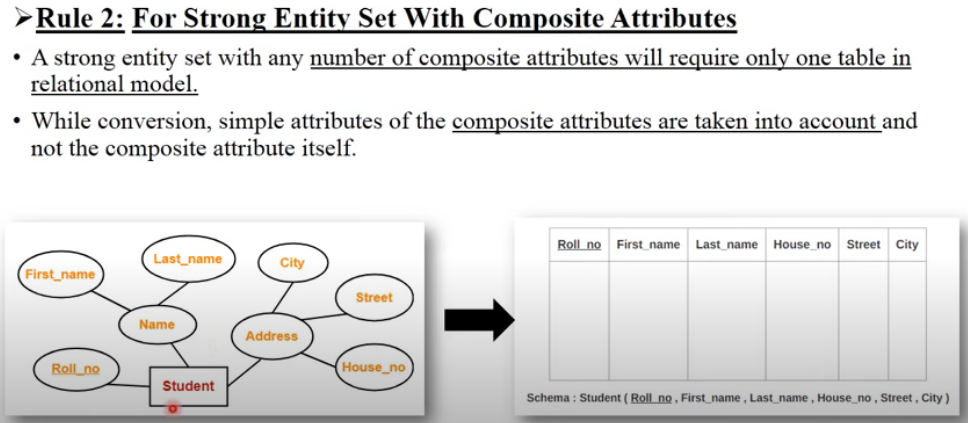 ➢Rule 2: For Strong Entity Set With Composite Attributes
• A strong entity set with any number of composite attributes will require only one table in
relational model.
• While conversion, simple attributes of the composite attributes are taken into account and
not the composite attribute itself.
First_name
Last_name
City
Street
Name
Address
Roll_no
House_no
Student
Roll_no First_name Last_name House_no Street City
Schema : Student ( Roll_no , First_name , Last_name , House_no , Street , City )